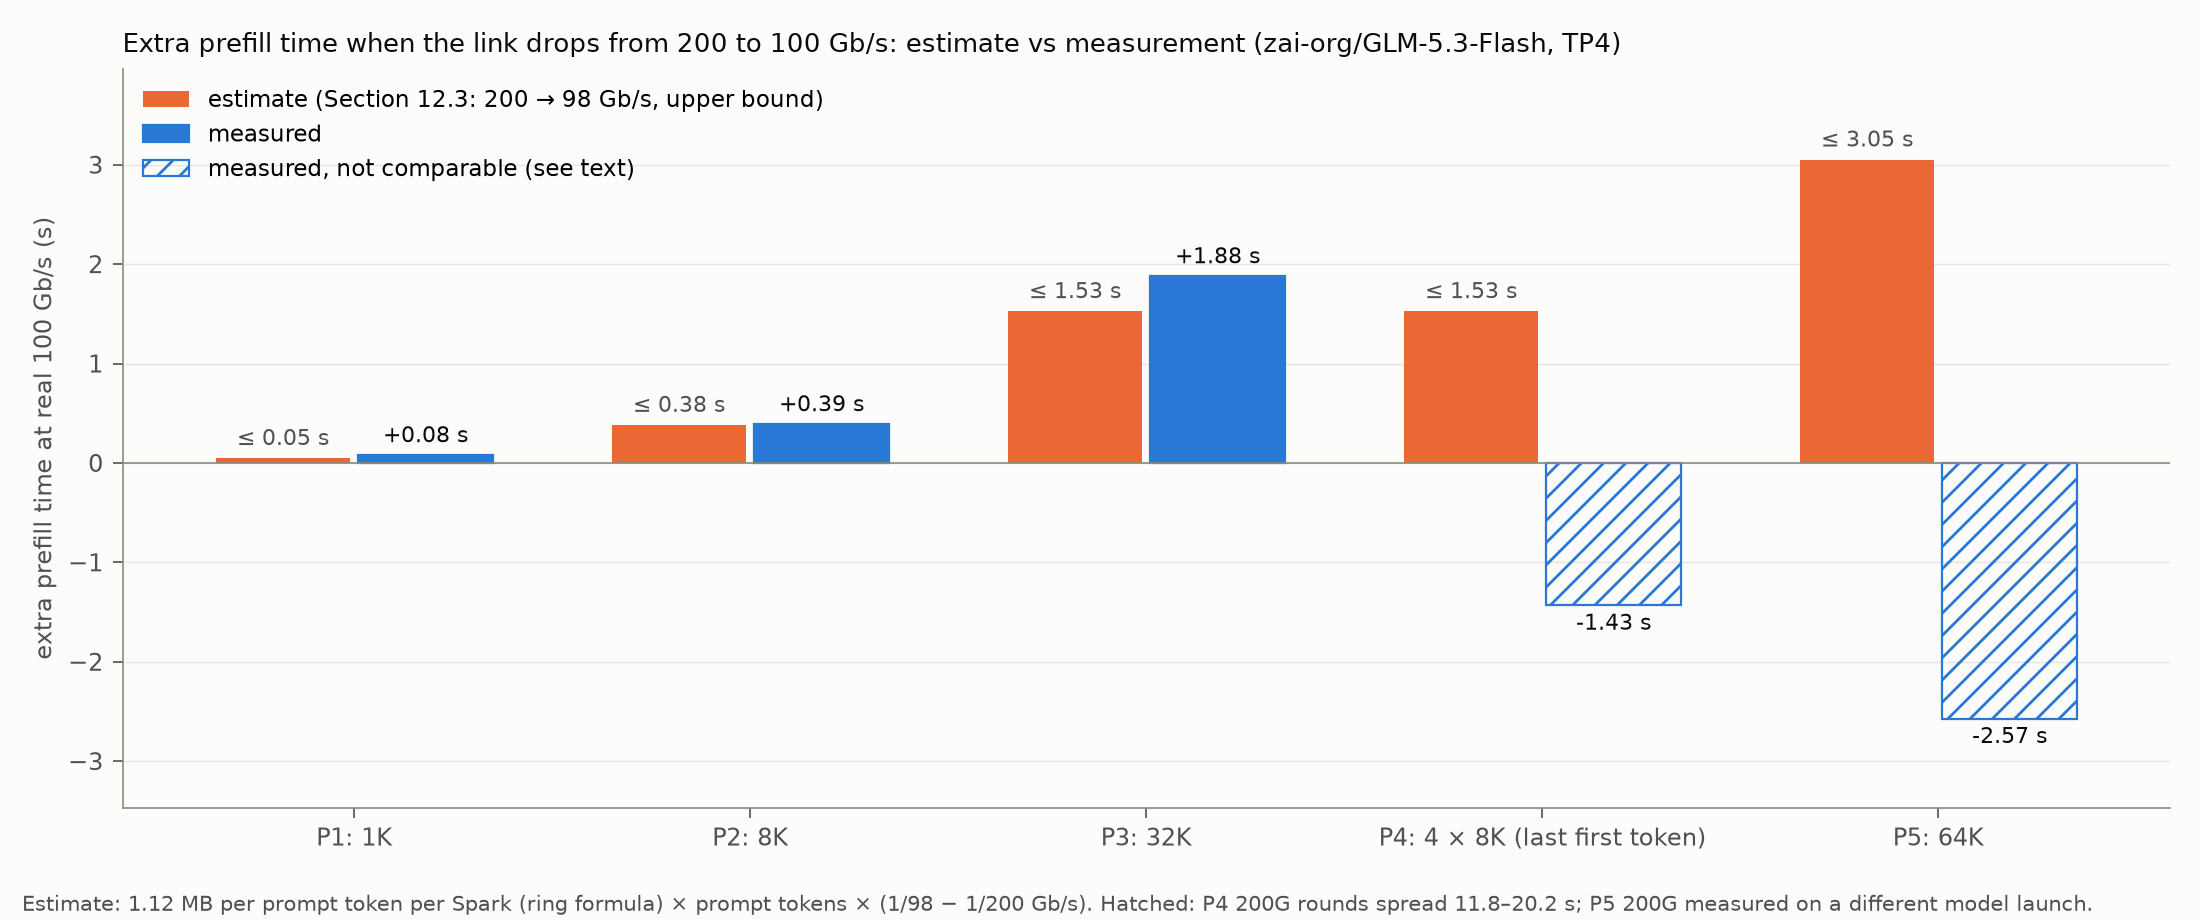 Extra prefill time when the link drops from 200 to 100 Gb/s: estimate vs measurement (zai-org/GLM-5.3-Flash, TP4)
estimate (Section 12.3: 200 → 98 Gb/s, upper bound)
measured
measured, not comparable (see text)
extra prefill time at real 100 Gb/s (s)
3
2
1
0
−1
−2
−3
≤ 0.05 s
+0.08 s
≤ 0.38 s
+0.39 s
≤ 1.53 s
+1.88 s
≤ 1.53 s
-1.43 s
≤ 3.05 s
-2.57 s
P1: 1K
P2: 8K
P3: 32K
P4: 4 × 8K (last first token)
P5: 64K
Estimate: 1.12 MB per prompt token per Spark (ring formula) × prompt tokens × (1/98 − 1/200 Gb/s). Hatched: P4 200G rounds spread 11.8–20.2 s; P5 200G measured on a different model launch.